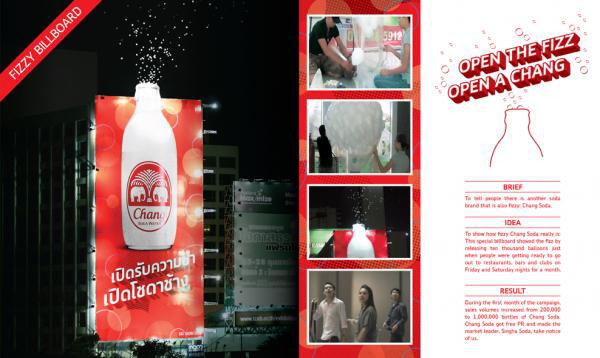 FIZZY BILLBOARD
Chang
SODA WATER
เปิดรับความซ่า
เปิดโซดาช้าง
5912
OPEN THE FIZZ
OPEN A CHANG
BRIEF
To tell people there is another soda
brand that is also fizzy: Chang Soda.
IDEA
To show how fizzy Chang Soda really is:
This special billboard showed the fizz by
releasing ten thousand balloons just
when people were getting ready to go
out to restaurants, bars and clubs on
Friday and Saturday nights for a month.
RESULT
During the first month of the campaign,
sales volumes increased from 200,000
to 1,000,000 bottles of Chang Soda.
Chang Soda got free PR and made the
market leader, Singha Soda, take notice
of us.